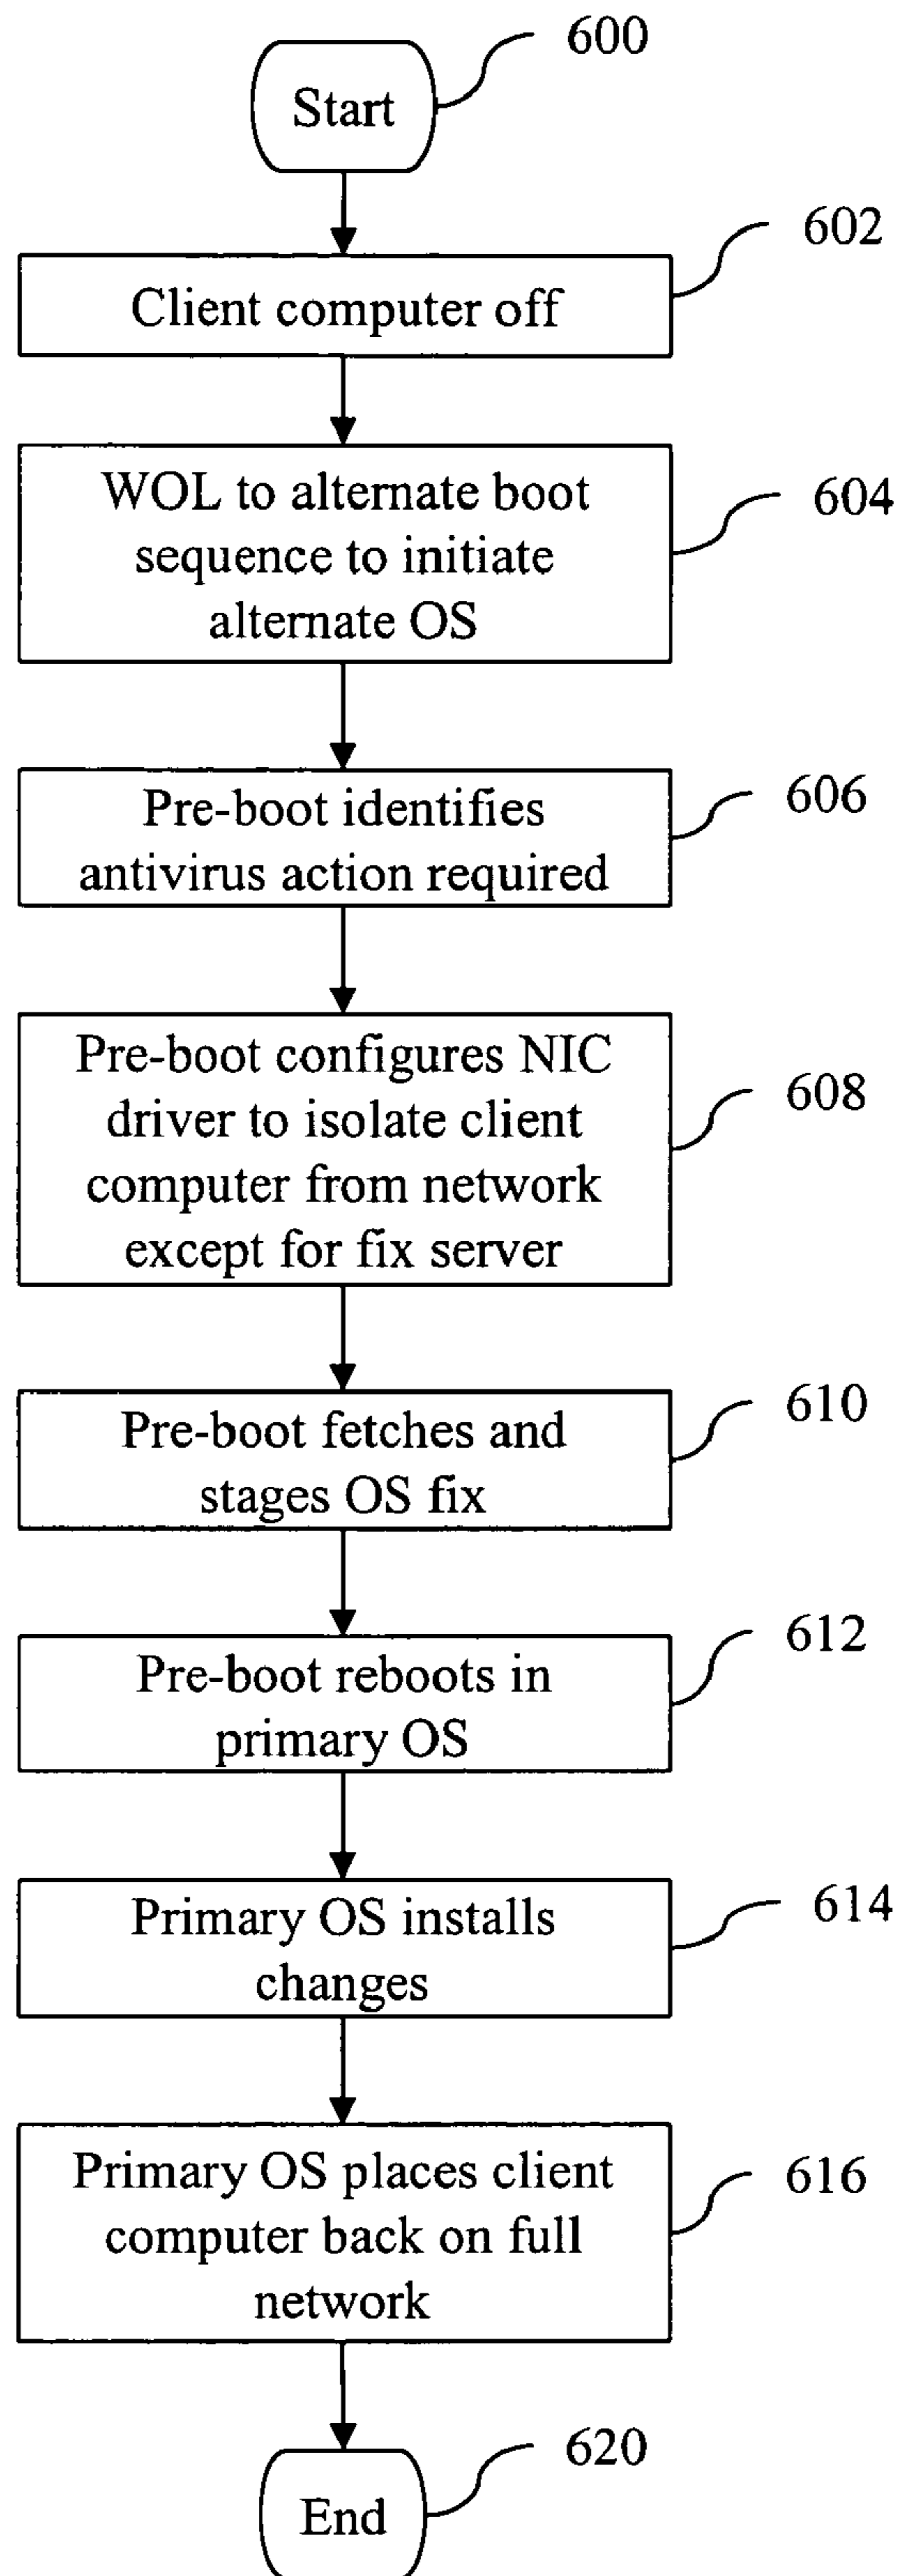 600
Start
602
Client computer off
WOL to alternate boot
sequence to initiate
alternate OS
604
Pre-boot identifies
antivirus action required
606
Pre-boot configures NIC
driver to isolate client
computer from network
except for fix server
608
Pre-boot fetches and
stages OS fix
610
Pre-boot reboots in
primary OS
612
Primary OS installs
changes
614
Primary OS places client
computer back on full
network
616
620
End